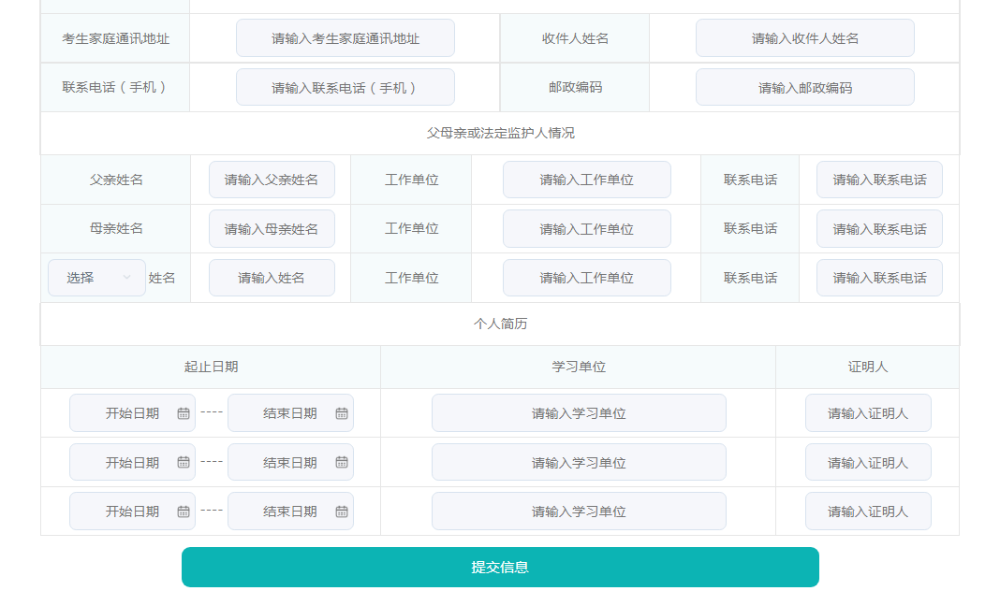 考生家庭通讯地址 请输入考生家庭通讯地址 收件人姓名 请输入收件人姓名
联系电话（手机） 请输入联系电话（手机） 邮政编码 请输入邮政编码
父母亲或法定监护人情况
父亲姓名 请输入父亲姓名 工作单位 请输入工作单位 联系电话 请输入联系电话
母亲姓名 请输入母亲姓名 工作单位 请输入工作单位 联系电话 请输入联系电话
选择 姓名 请输入姓名 工作单位 请输入工作单位 联系电话 请输入联系电话
个人简历
起止日期 学习单位 证明人
开始日期 ---- 结束日期 请输入学习单位 请输入证明人
开始日期 ---- 结束日期 请输入学习单位 请输入证明人
开始日期 ---- 结束日期 请输入学习单位 请输入证明人
提交信息